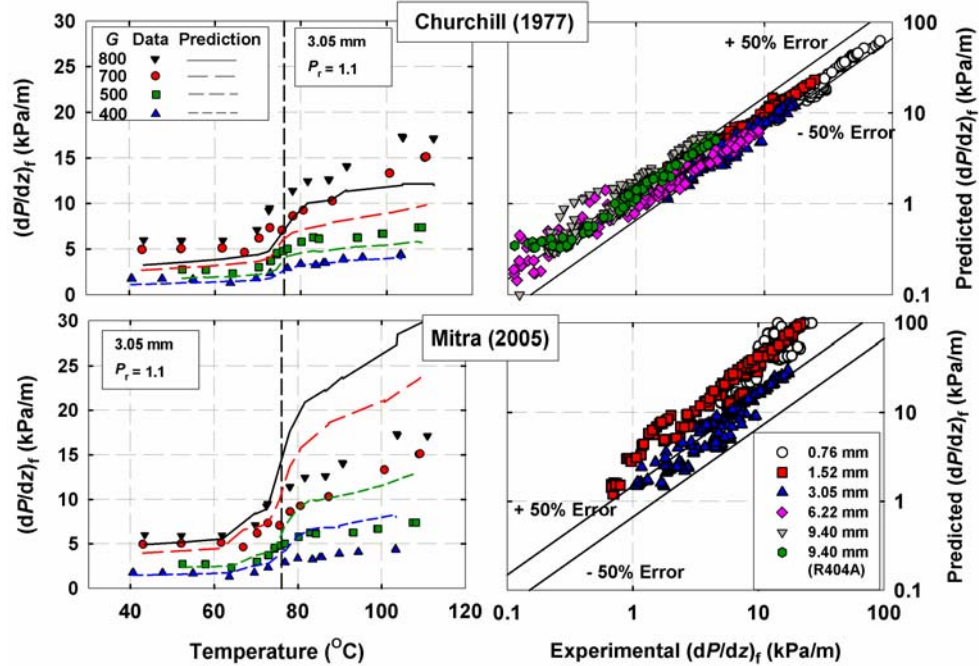 Churchill (1977)
(dP/dz)f (kPa/m)
30
25
20
15
10
5
0
G Data Prediction
800
700
500
400
3.05 mm
Pr = 1.1
+ 50% Error
- 50% Error
100
10
1
0.1
Predicted (dP/dz)f (kPa/m)
Mitra (2005)
(dP/dz)f (kPa/m)
30
25
20
15
10
5
0
3.05 mm
Pr = 1.1
40
60
80
100
120
Temperature (OC)
+ 50% Error
- 50% Error
0.76 mm
1.52 mm
3.05 mm
6.22 mm
9.40 mm
9.40 mm
(R404A)
100
10
1
0.1
Predicted (dP/dz)f (kPa/m)
0.1
1
10
100
Experimental (dP/dz)f (kPa/m)